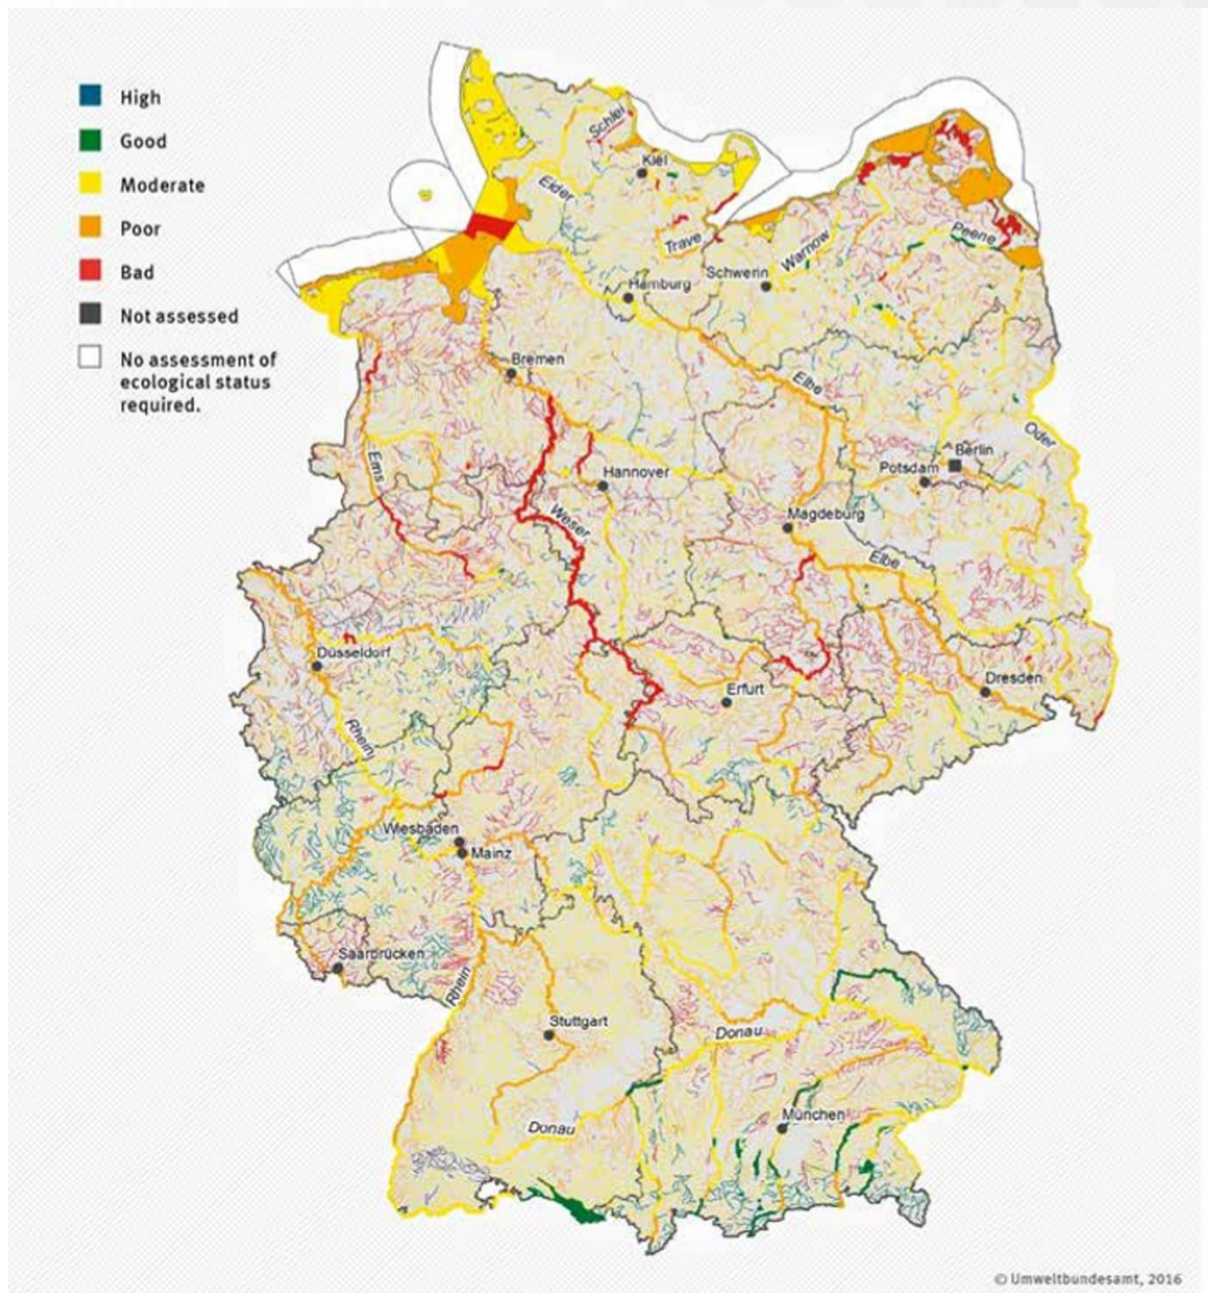 High
Good
Moderate
Poor
Bad
Not assessed
No assessment of
ecological status
required.
Schlei
Kiel
Eider
Trave
Warnow
Peene
Schwerin
Hamburg
Bremen
Elbe
Oder
Berlin
Potsdam
Ems
Hannover
Weser
Magdeburg
Elbe
Düsseldorf
Dresden
Erfurt
Rhein
Wiesbaden
Mainz
Saarbrücken
Rhein
Stuttgart
Donau
München
Donau
© Umweltbundesamt, 2016